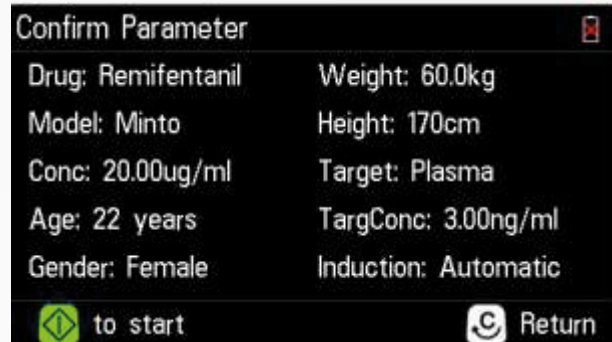 Confirm Parameter
Drug: Remifentanil
Weight: 60.0kg
Model: Minto
Height: 170cm
Conc: 20.00ug/ml
Target: Plasma
Age: 22 years
TargConc: 3.00ng/ml
Gender: Female
Induction: Automatic
to start
C Return